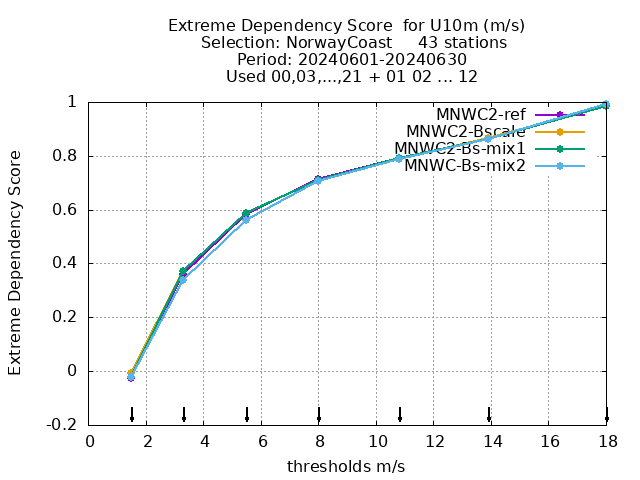 Extreme Dependency Score  for U10m (m/s)
Selection: NorwayCoast     43 stations
Period: 20240601-20240630
Used 00,03,...,21 + 01 02 ... 12
MNWC2-ref
MNWC2-Bscale
MNWC2-Bs-mix1
MNWC-Bs-mix2
Extreme Dependency Score
1
0.8
0.6
0.4
0.2
0
-0.2
0 2 4 6 8 10 12 14 16 18
thresholds m/s